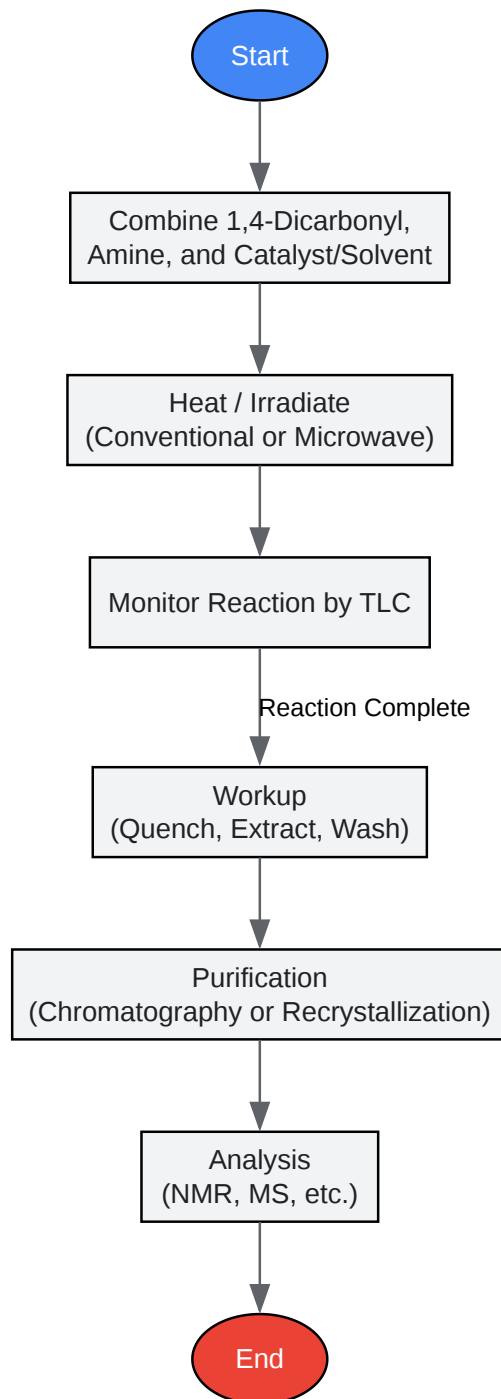 Start
Combine 1,4-Dicarbonyl,
Amine, and Catalyst/Solvent
Heat / Irradiate
(Conventional or Microwave)
Monitor Reaction by TLC
Reaction Complete
Workup
(Quench, Extract, Wash)
Purification
(Chromatography or Recrystallization)
Analysis
(NMR, MS, etc.)
End